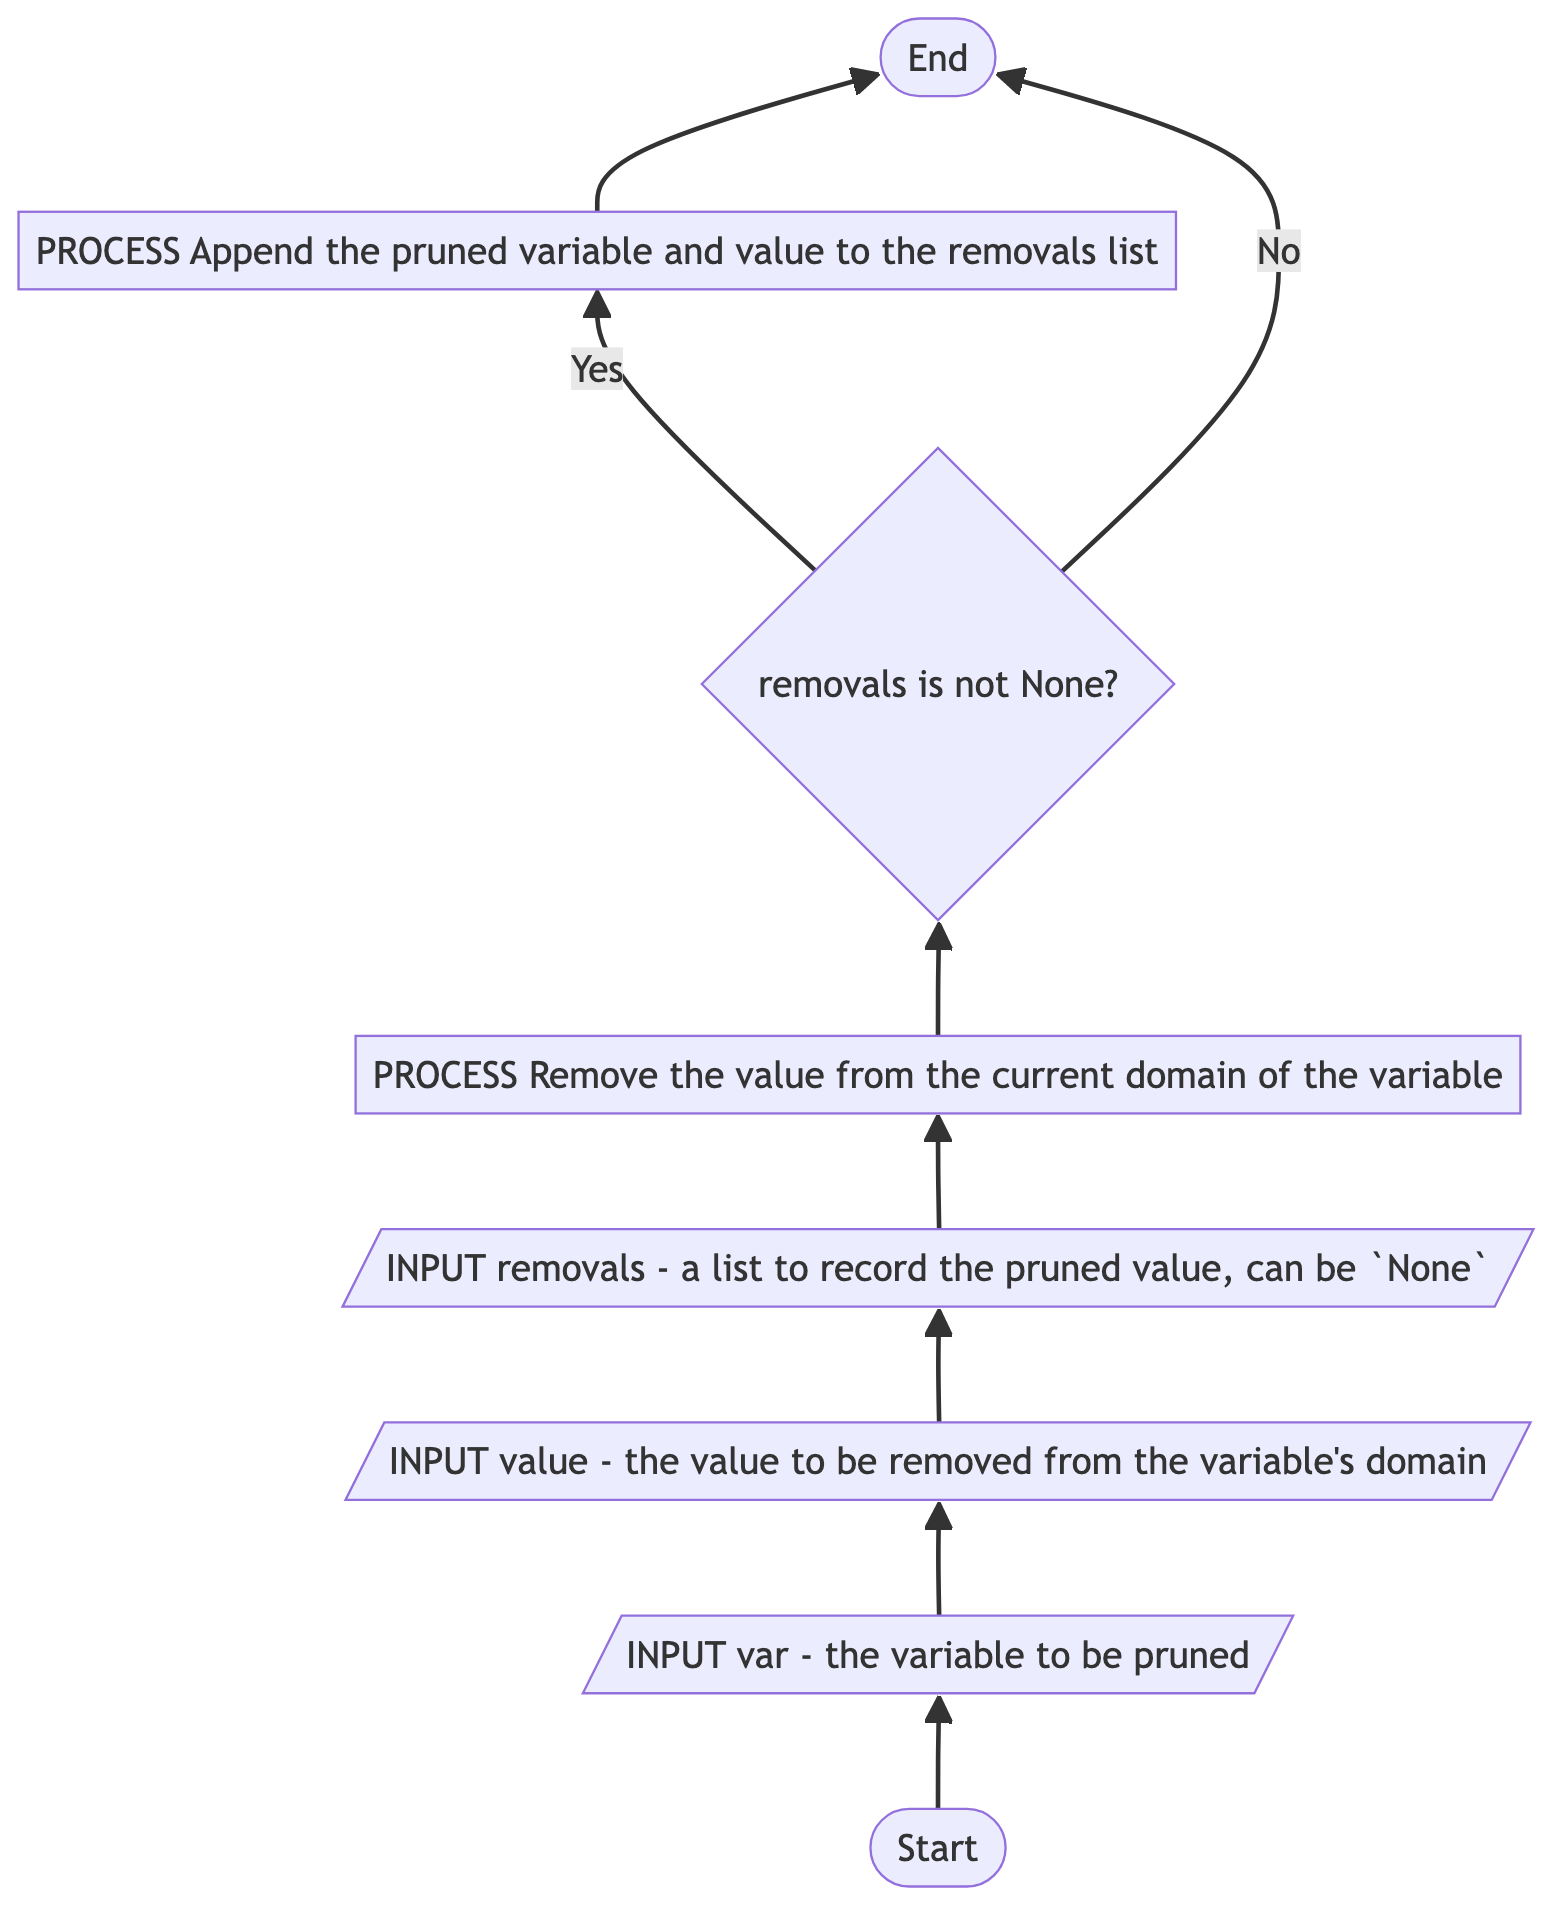 End
PROCESS Append the pruned variable and value to the removals list
No
Yes
removals is not None?
PROCESS Remove the value from the current domain of the variable
INPUT removals - a list to record the pruned value, can be `None`
INPUT value - the value to be removed from the variable's domain
INPUT var - the variable to be pruned
Start